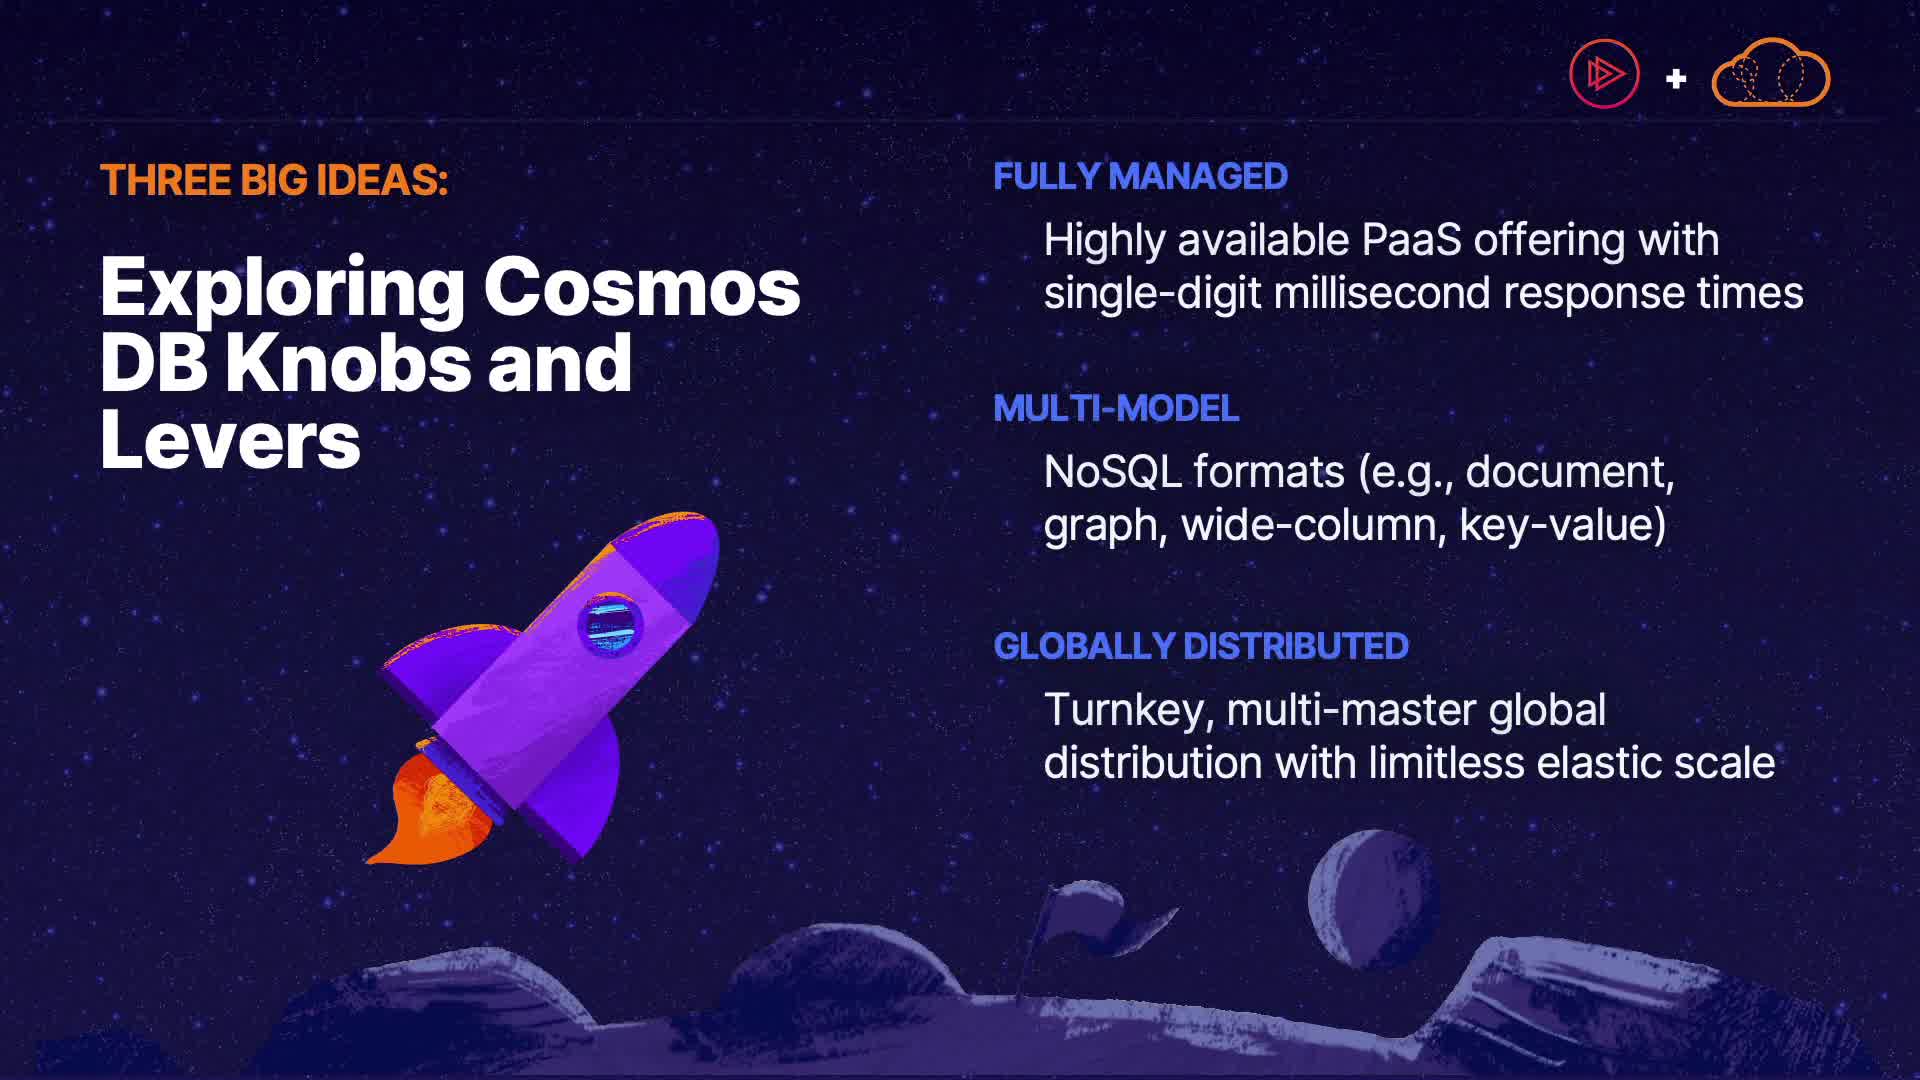 THREE BIG IDEAS:
Exploring Cosmos
DB Knobs and
Levers
FULLY MANAGED
Highly available PaaS offering with
single-digit millisecond response times
MULTI-MODEL
NoSQL formats (e.g., document,
graph, wide-column, key-value)
GLOBALLY DISTRIBUTED
Turnkey, multi-master global
distribution with limitless elastic scale